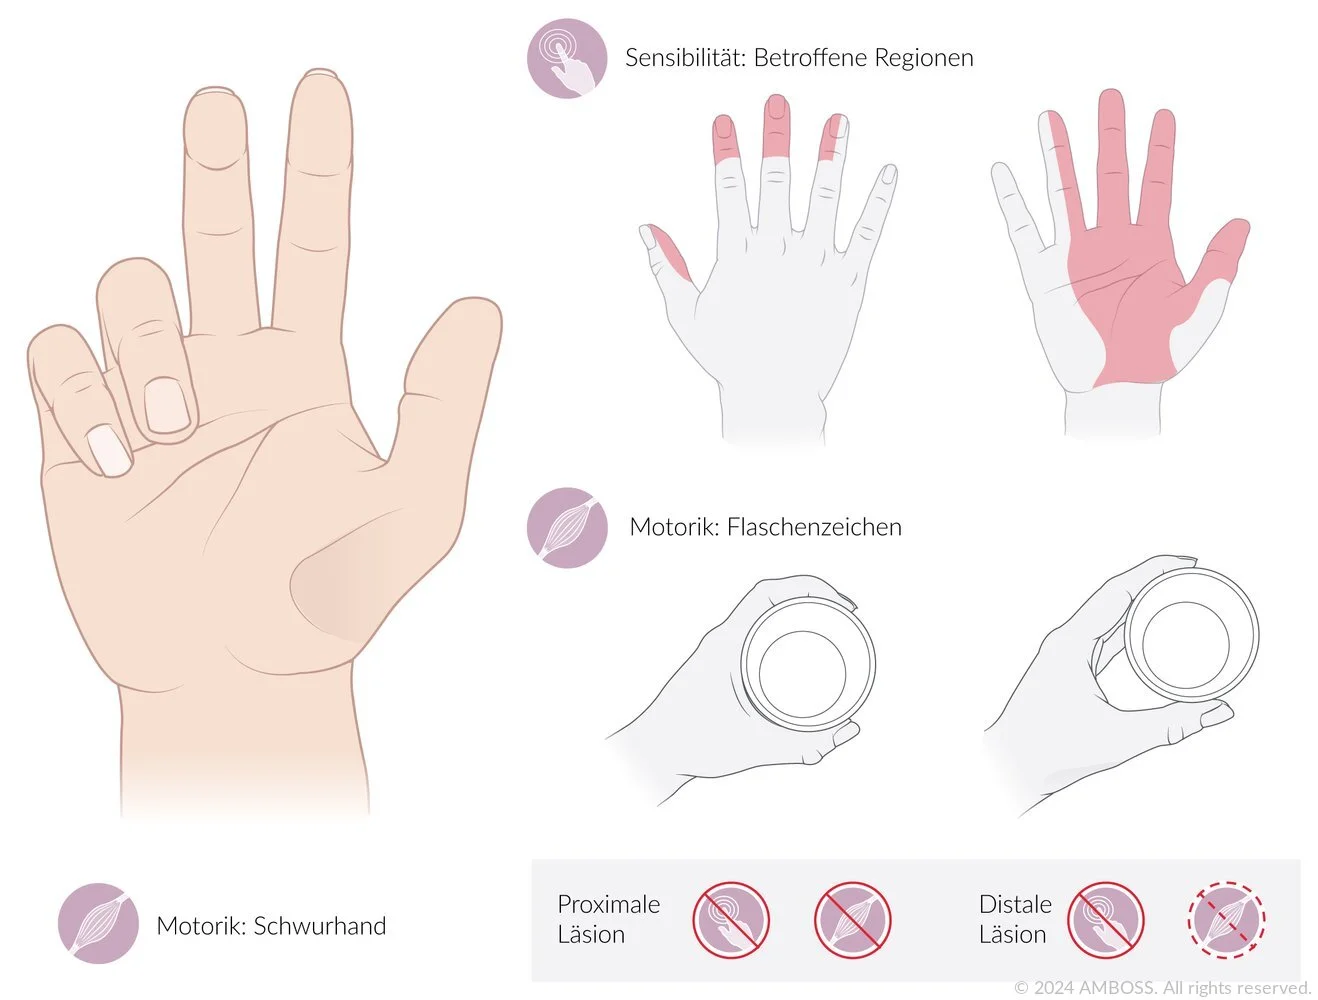 Sensibilität: Betroffene Regionen
Motorik: Flaschenzeichen
Motorik: Schwurhand
Proximale
Läsion
Distale
Läsion
© 2024 AMBOSS. All rights reserved.